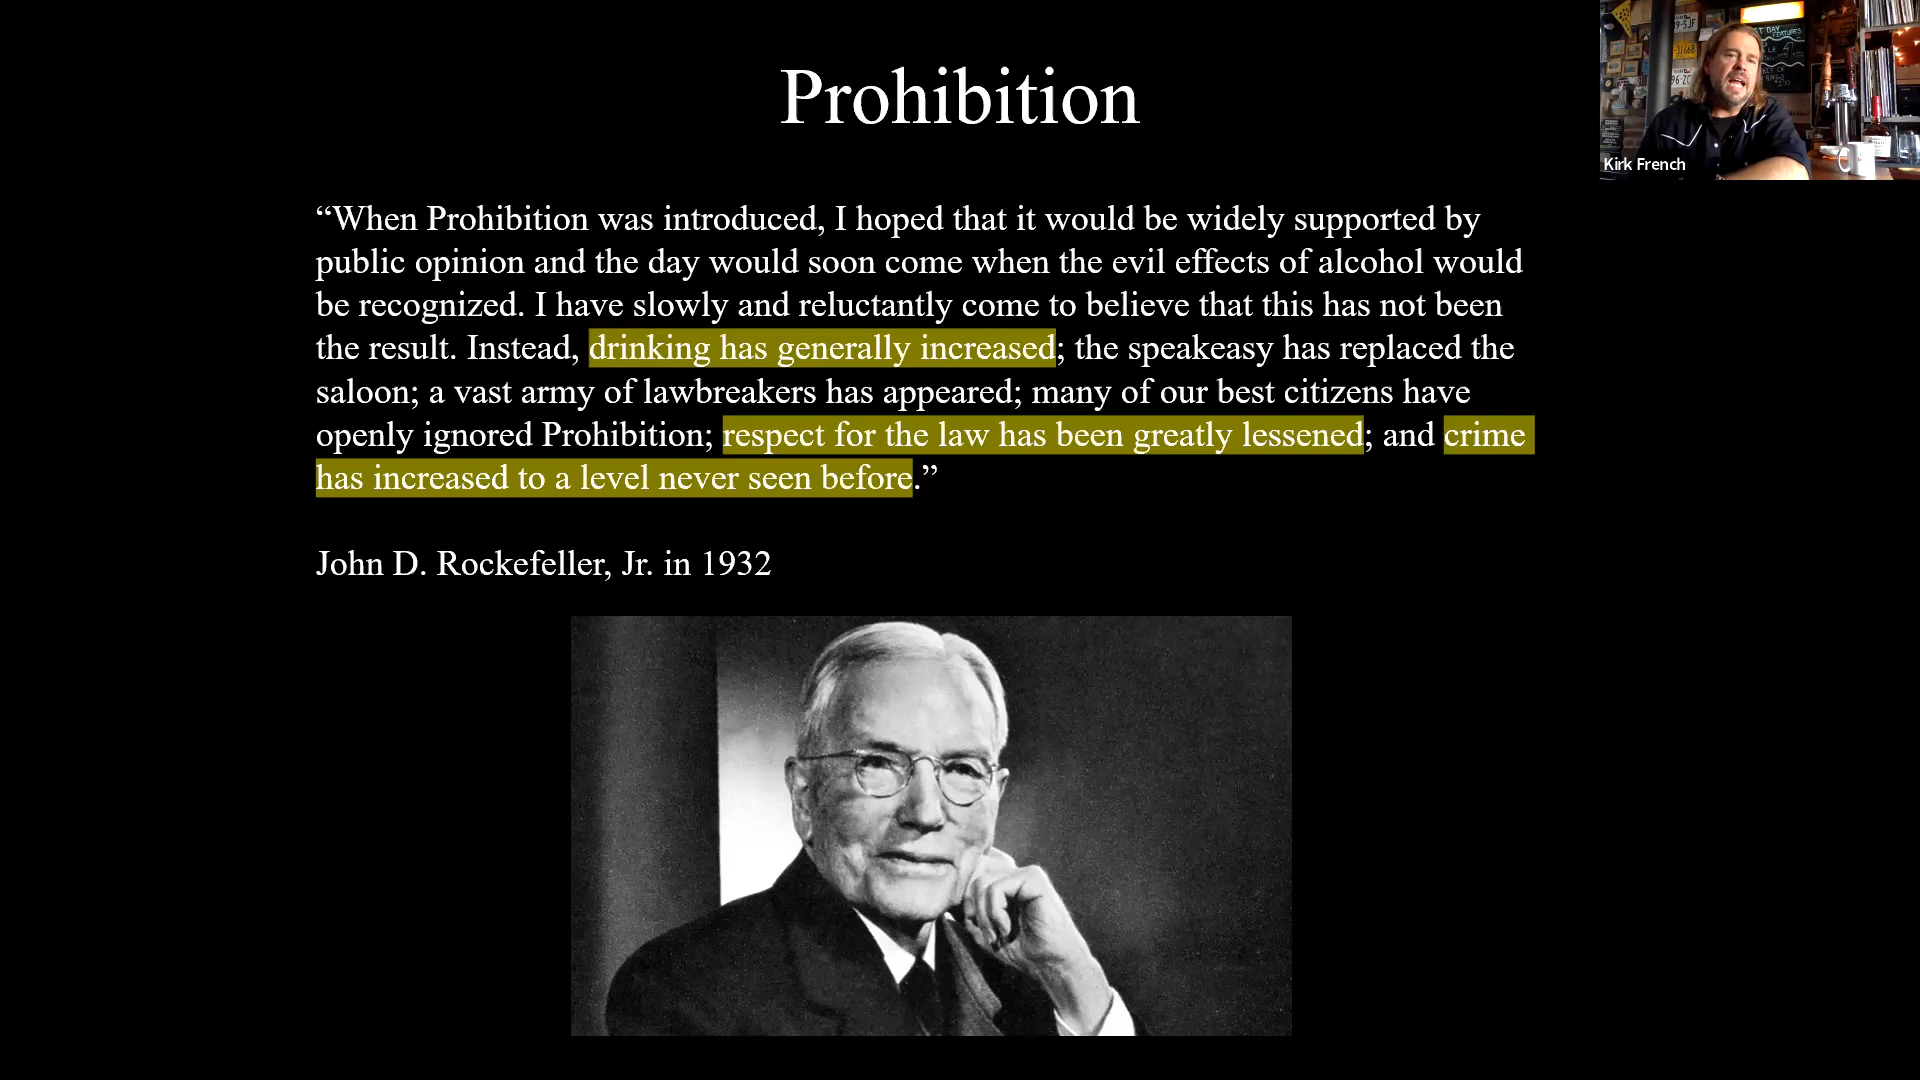 Prohibition
“When Prohibition was introduced, I hoped that it would be widely supported by
public opinion and the day would soon come when the evil effects of alcohol would
be recognized. I have slowly and reluctantly come to believe that this has not been
the result. Instead, drinking has generally increased; the speakeasy has replaced the
saloon; a vast army of lawbreakers has appeared; many of our best citizens have
openly ignored Prohibition; respect for the law has been greatly lessened; and crime
has increased to a level never seen before.”
John D. Rockefeller, Jr. in 1932
Kirk French